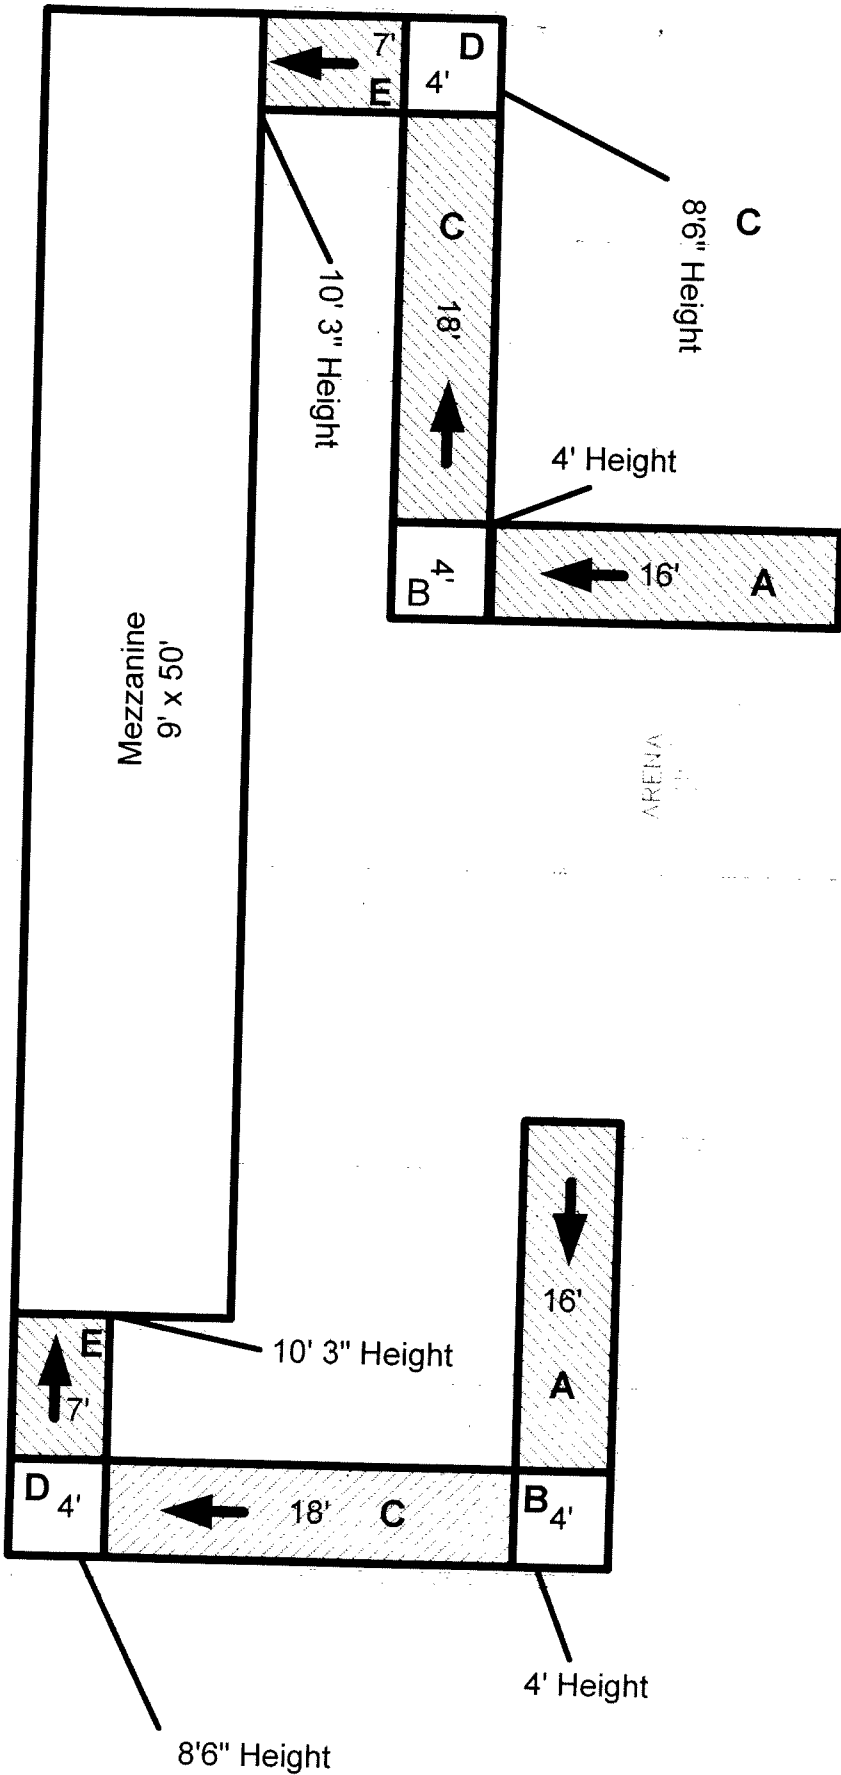 7'
D
4'
E
C
8'6" Height
C
18'
10' 3" Height
4' Height
4'
B
16'
A
Mezzanine
9' x 50'
ARENA
16'
A
E
7'
10' 3" Height
D 4'
18' C
B 4'
4' Height
8'6" Height